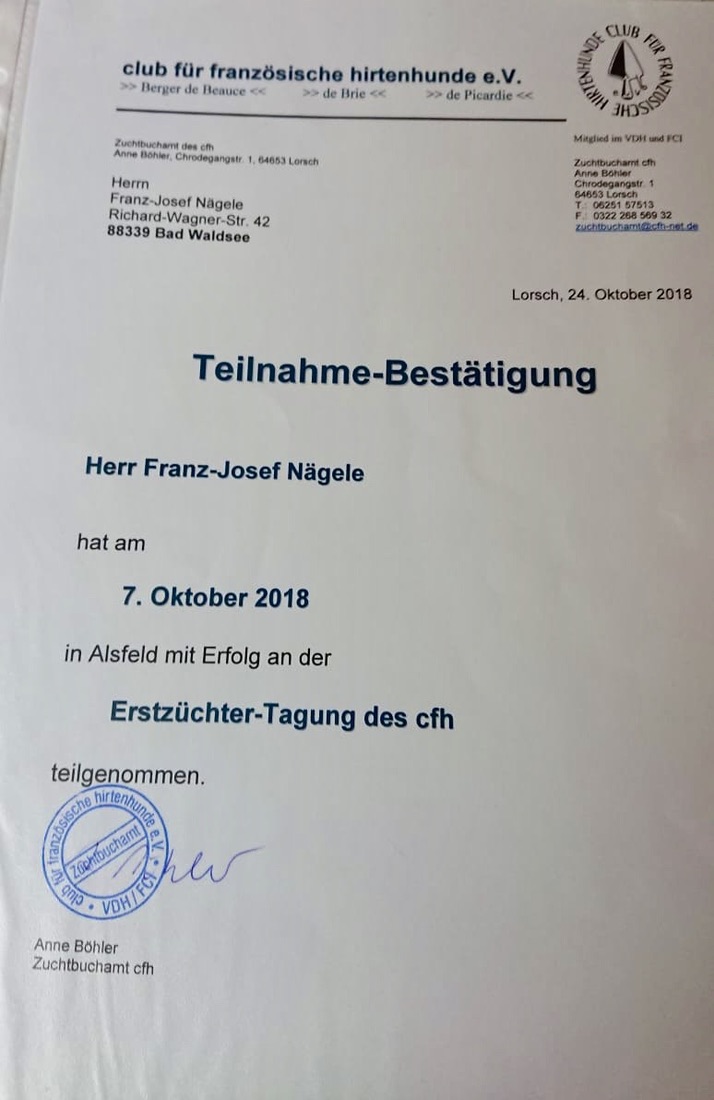 club für französische hirtenhunde e.V.
>> Berger de Beauce << >> de Brie << >> de Picardie <<
CLUB FÜR FRANZÖSISCHE HIRTENHUNDE
Mitglied im VDH und FCI
Zuchtbuchamt des cfh
Anne Böhler, Chrodegangstr. 1, 64653 Lorsch
Herrn
Franz-Josef Nägele
Richard-Wagner-Str. 42
88339 Bad Waldsee
Zuchtbuchamt cfh
Anne Böhler
Chrodegangstr. 1
64653 Lorsch
T.: 06251 57513
F.: 0322 268 569 32
zuchtbuchamt@cfh-net.de
Lorsch, 24. Oktober 2018
Teilnahme-Bestätigung
Herr Franz-Josef Nägele
hat am
7. Oktober 2018
in Alsfeld mit Erfolg an der
Erstzüchter-Tagung des cfh
teilgenommen.
club für französische hirtenhunde e.V. • VDH / FCI •
Zuchtbuchamt
Anne Böhler
Zuchtbuchamt cfh